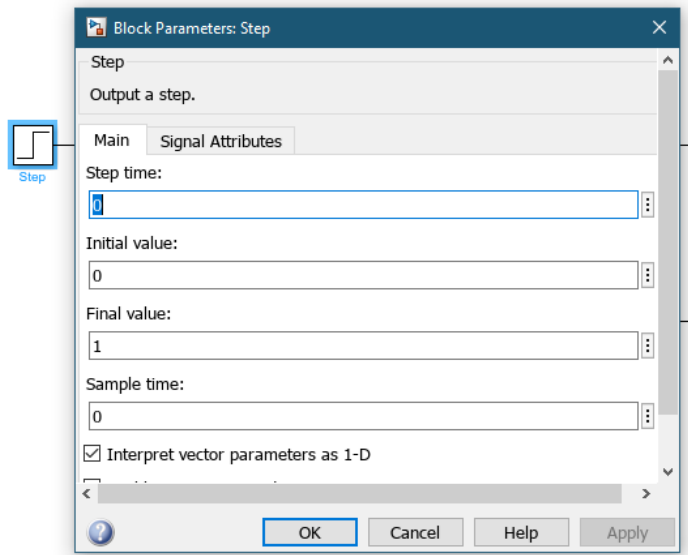 Block Parameters: Step
Step
Output a step.
Main
Signal Attributes
Step
Step time:
0
Initial value:
0
Final value:
1
Sample time:
0
Interpret vector parameters as 1-D
OK
Cancel
Help
Apply